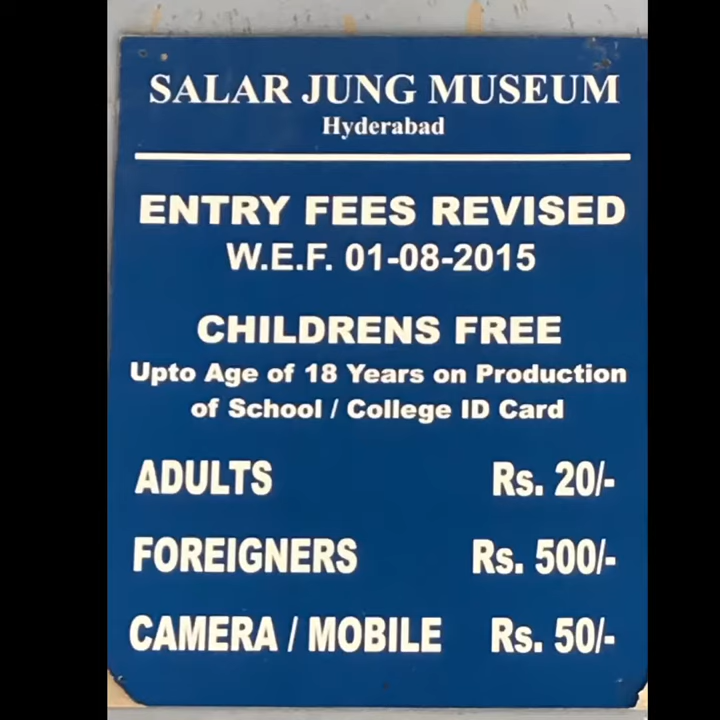 SALAR JUNG MUSEUM
Hyderabad
ENTRY FEES REVISED
W.E.F. 01-08-2015
CHILDRENS FREE
Upto Age of 18 Years on Production
of School / College ID Card
ADULTS Rs. 20/-
FOREIGNERS Rs. 500/-
CAMERA / MOBILE Rs. 50/-